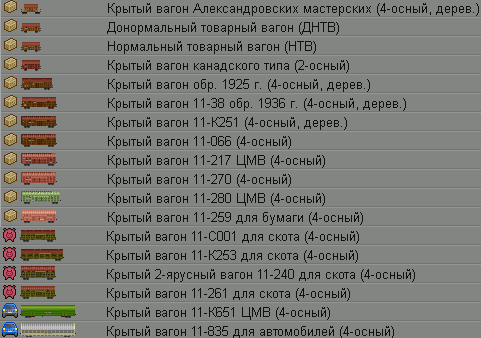 Крытый вагон Александровских мастерских (4-осный, дерев.)
Донормальный товарный вагон (ДНТВ)
Нормальный товарный вагон (НТВ)
Крытый вагон канадского типа (2-осный)
Крытый вагон обр. 1925 г. (4-осный, дерев.)
Крытый вагон 11-38 обр. 1936 г. (4-осный, дерев.)
Крытый вагон 11-К251 (4-осный, дерев.)
Крытый вагон 11-066 (4-осный)
Крытый вагон 11-217 ЦМВ (4-осный)
Крытый вагон 11-270 (4-осный)
Крытый вагон 11-280 ЦМВ (4-осный)
Крытый вагон 11-259 для бумаги (4-осный)
Крытый вагон 11-С001 для скота (4-осный)
Крытый вагон 11-К253 для скота (4-осный)
Крытый 2-ярусный вагон 11-240 для скота (4-осный)
Крытый вагон 11-261 для скота (4-осный)
Крытый вагон 11-К651 ЦМВ (4-осный)
Крытый вагон 11-835 для автомобилей (4-осный)